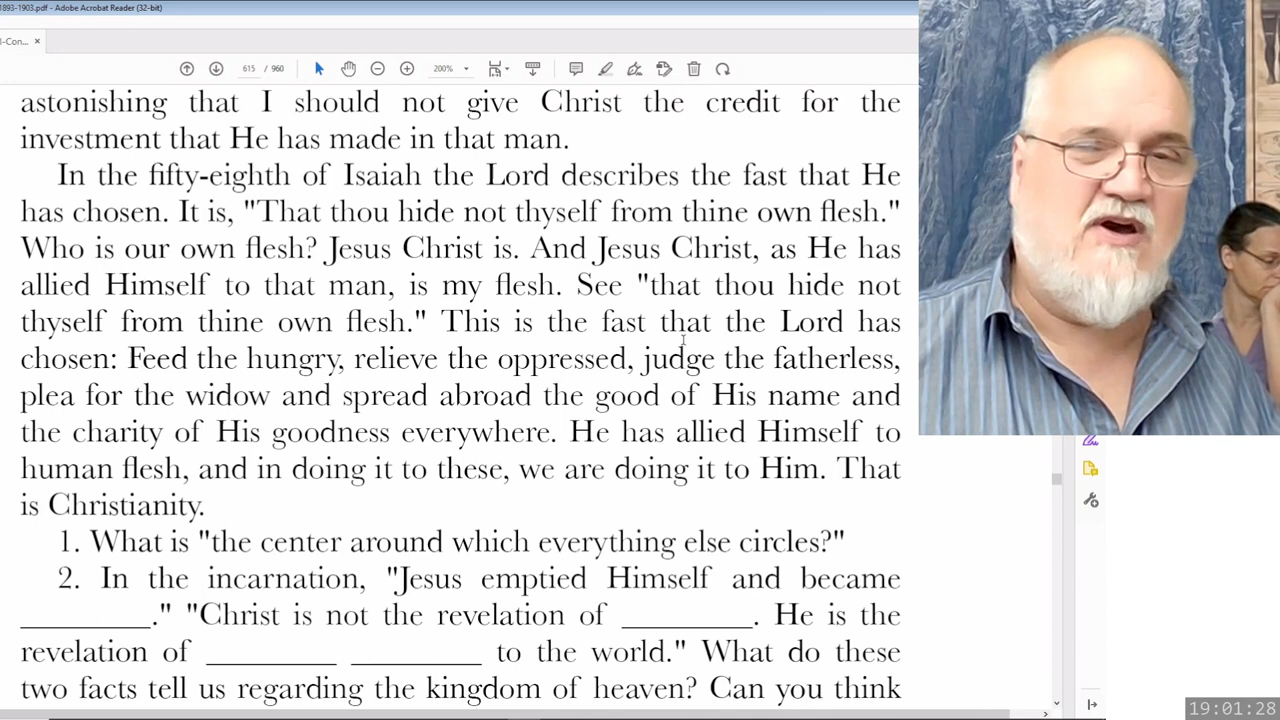 1893-1903.pdf - Adobe Acrobat Reader (32-bit)
l-Con... ×
615 / 960
200%
astonishing that I should not give Christ the credit for the
investment that He has made in that man.
In the fifty-eighth of Isaiah the Lord describes the fast that He
has chosen. It is, "That thou hide not thyself from thine own flesh."
Who is our own flesh? Jesus Christ is. And Jesus Christ, as He has
allied Himself to that man, is my flesh. See "that thou hide not
thyself from thine own flesh." This is the fast that the Lord has
chosen: Feed the hungry, relieve the oppressed, judge the fatherless,
plea for the widow and spread abroad the good of His name and
the charity of His goodness everywhere. He has allied Himself to
human flesh, and in doing it to these, we are doing it to Him. That
is Christianity.
1. What is "the center around which everything else circles?"
2. In the incarnation, "Jesus emptied Himself and became
_________." "Christ is not the revelation of _________. He is the
revelation of _________ _________ to the world." What do these
two facts tell us regarding the kingdom of heaven? Can you think
19:01:28